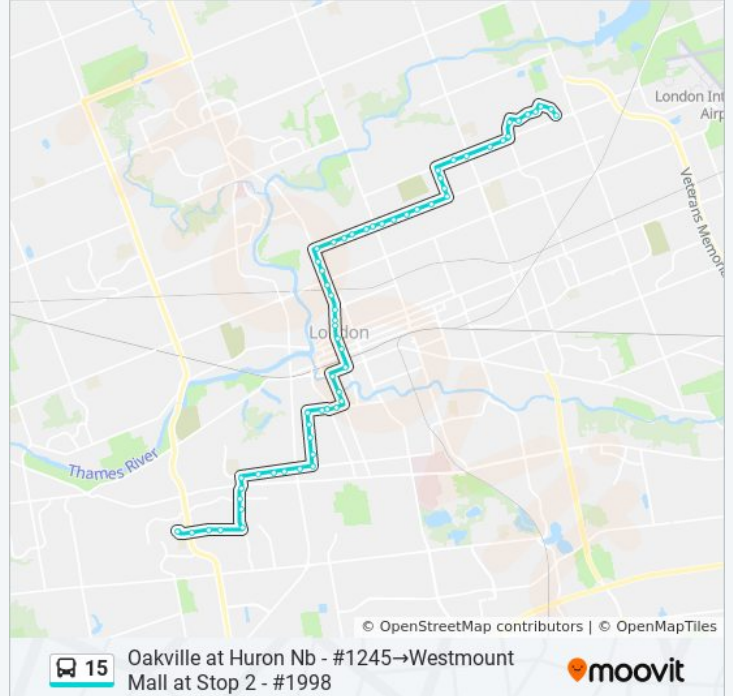 London Int
Airp
Veterans Memori
London
Thames River
© OpenStreetMap contributors | © OpenMapTiles
15
Oakville at Huron Nb - #1245→Westmount
Mall at Stop 2 - #1998
moovit